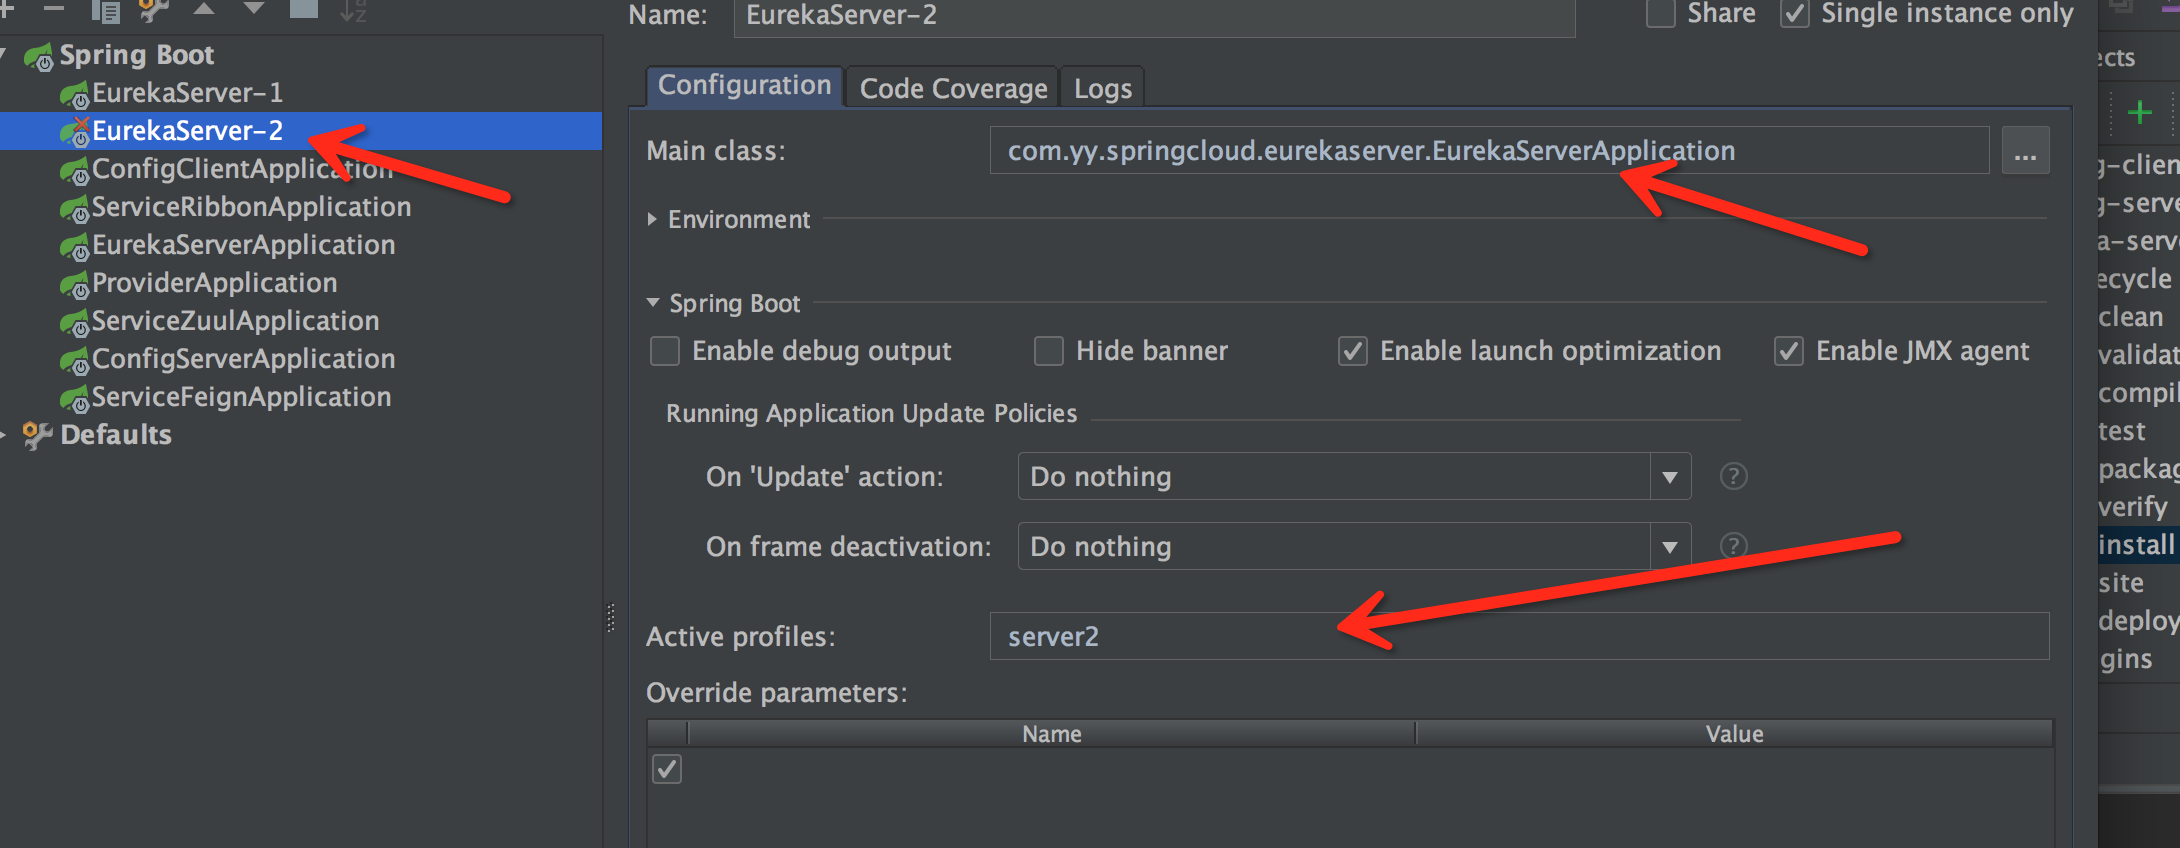 Name: EurekaServer-2 Share Single instance only
Spring Boot
EurekaServer-1
EurekaServer-2
ConfigClientApplication
ServiceRibbonApplication
EurekaServerApplication
ProviderApplication
ServiceZuulApplication
ConfigServerApplication
ServiceFeignApplication
Defaults
Configuration Code Coverage Logs
Main class: com.yy.springcloud.eurekaserver.EurekaServerApplication ...
Environment
Spring Boot
Enable debug output Hide banner Enable launch optimization Enable JMX agent
Running Application Update Policies
On 'Update' action: Do nothing ?
On frame deactivation: Do nothing ?
Active profiles: server2
Override parameters:
Name Value
cts
g-clien
g-serve
a-serv
ecycle
clean
validat
compil
test
packag
verify
install
site
deploy
gins